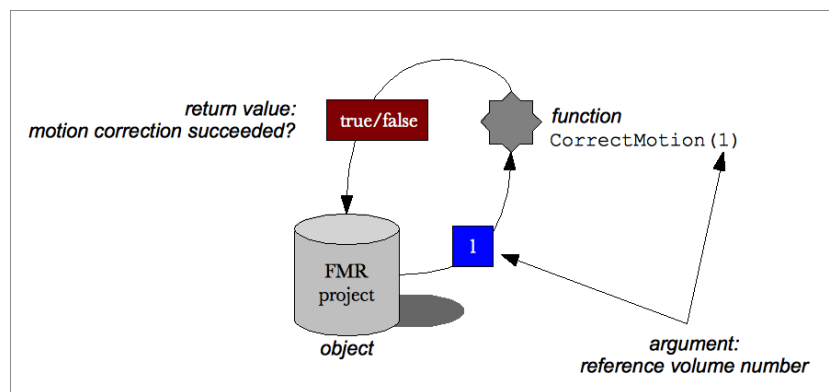 return value:
motion correction succeeded?
true/false
function
CorrectMotion(1)
1
FMR
project
object
argument:
reference volume number